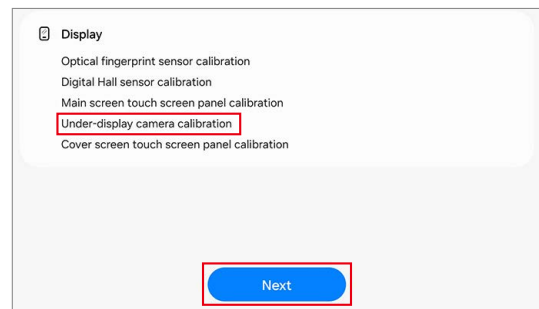 Display
Optical fingerprint sensor calibration
Digital Hall sensor calibration
Main screen touch screen panel calibration
Under-display camera calibration
Cover screen touch screen panel calibration
Next